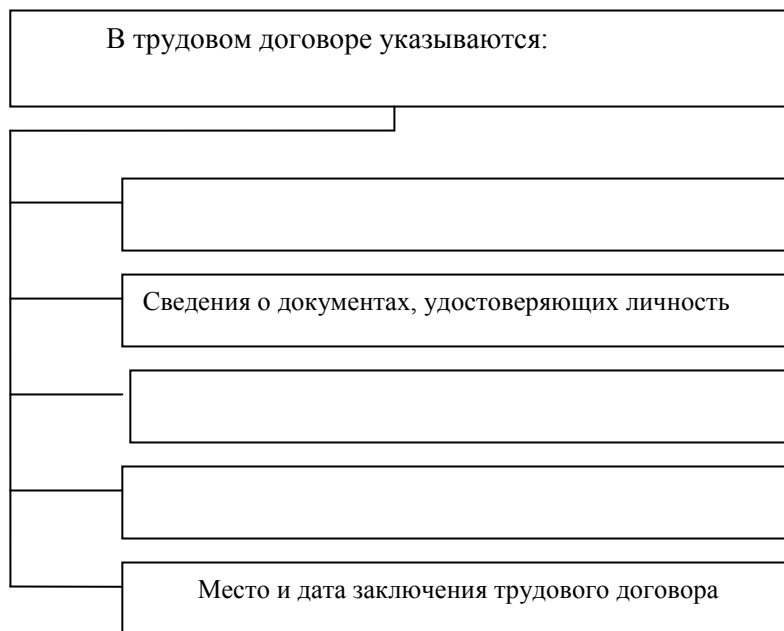 В трудовом договоре указываются:
Сведения о документах, удостоверяющих личность
Место и дата заключения трудового договора